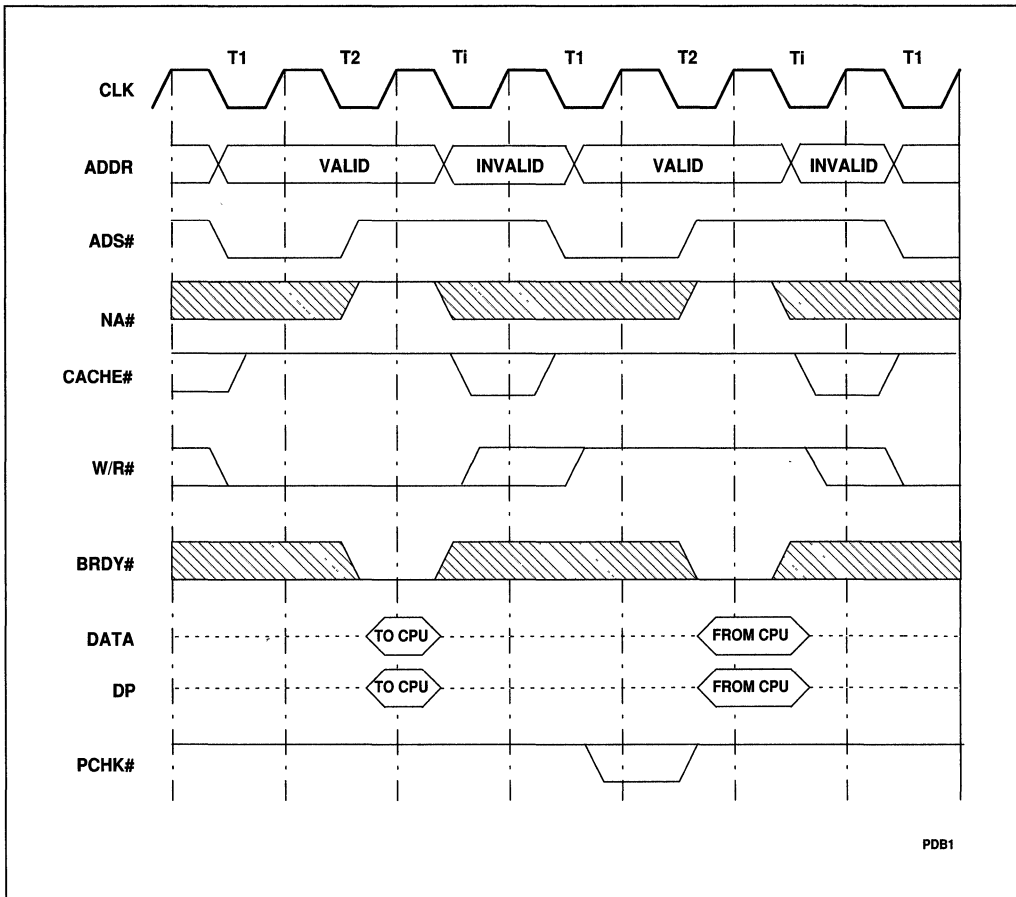 T1 T2 Ti T1 T2 Ti T1
CLK
ADDR VALID INVALID VALID INVALID
ADS#
NA#
CACHE#
W/R#
BRDY#
DATA TO CPU FROM CPU
DP TO CPU FROM CPU
PCHK#
PDB1